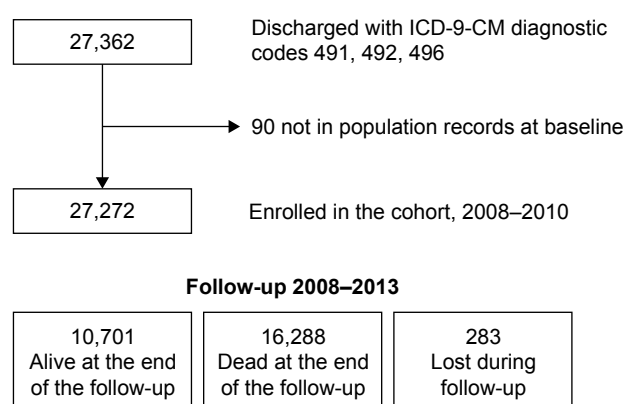 27,362
Discharged with ICD-9-CM diagnostic
codes 491, 492, 496
90 not in population records at baseline
27,272
Enrolled in the cohort, 2008–2010
Follow-up 2008–2013
10,701
Alive at the end
of the follow-up
16,288
Dead at the end
of the follow-up
283
Lost during
follow-up